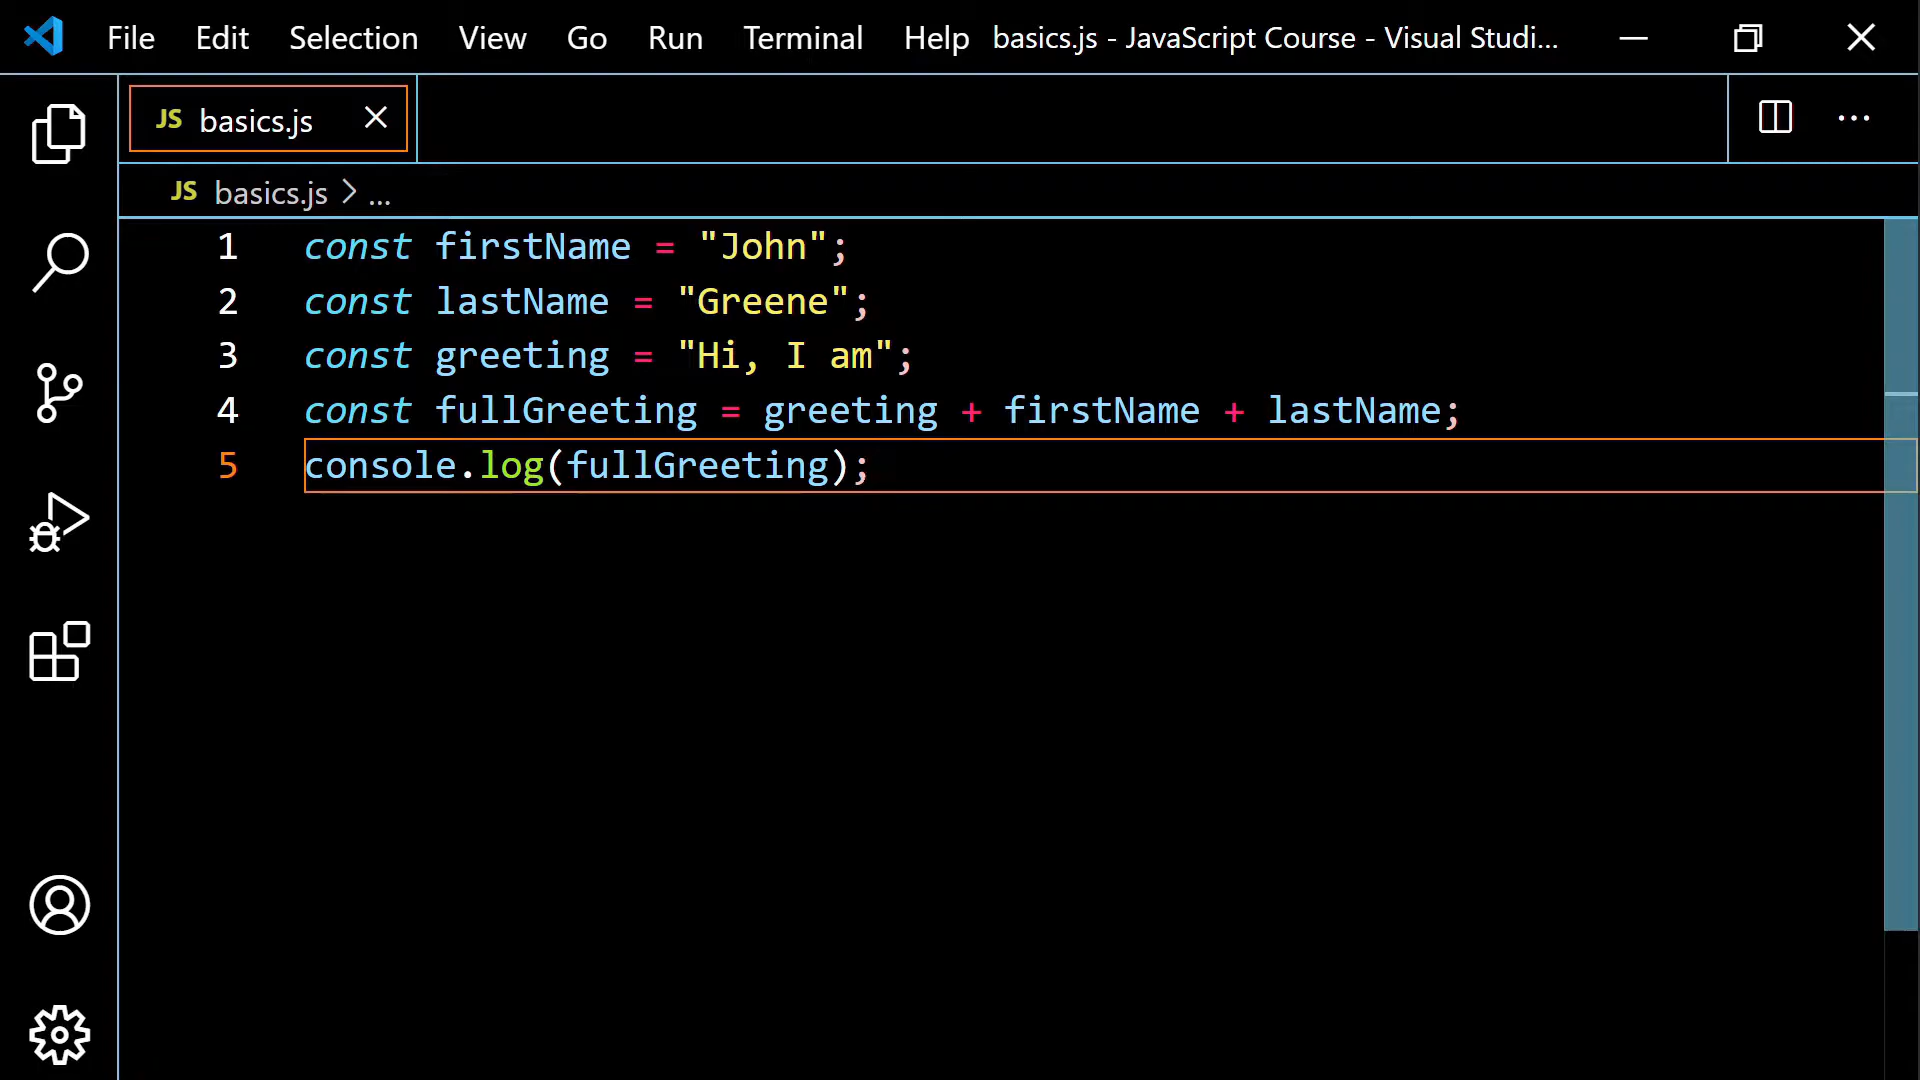 File Edit Selection View Go Run Terminal Help basics.js - JavaScript Course - Visual Studi...
JS basics.js
JS basics.js > ...
1 const firstName = "John";
2 const lastName = "Greene";
3 const greeting = "Hi, I am";
4 const fullGreeting = greeting + firstName + lastName;
5 console.log(fullGreeting);